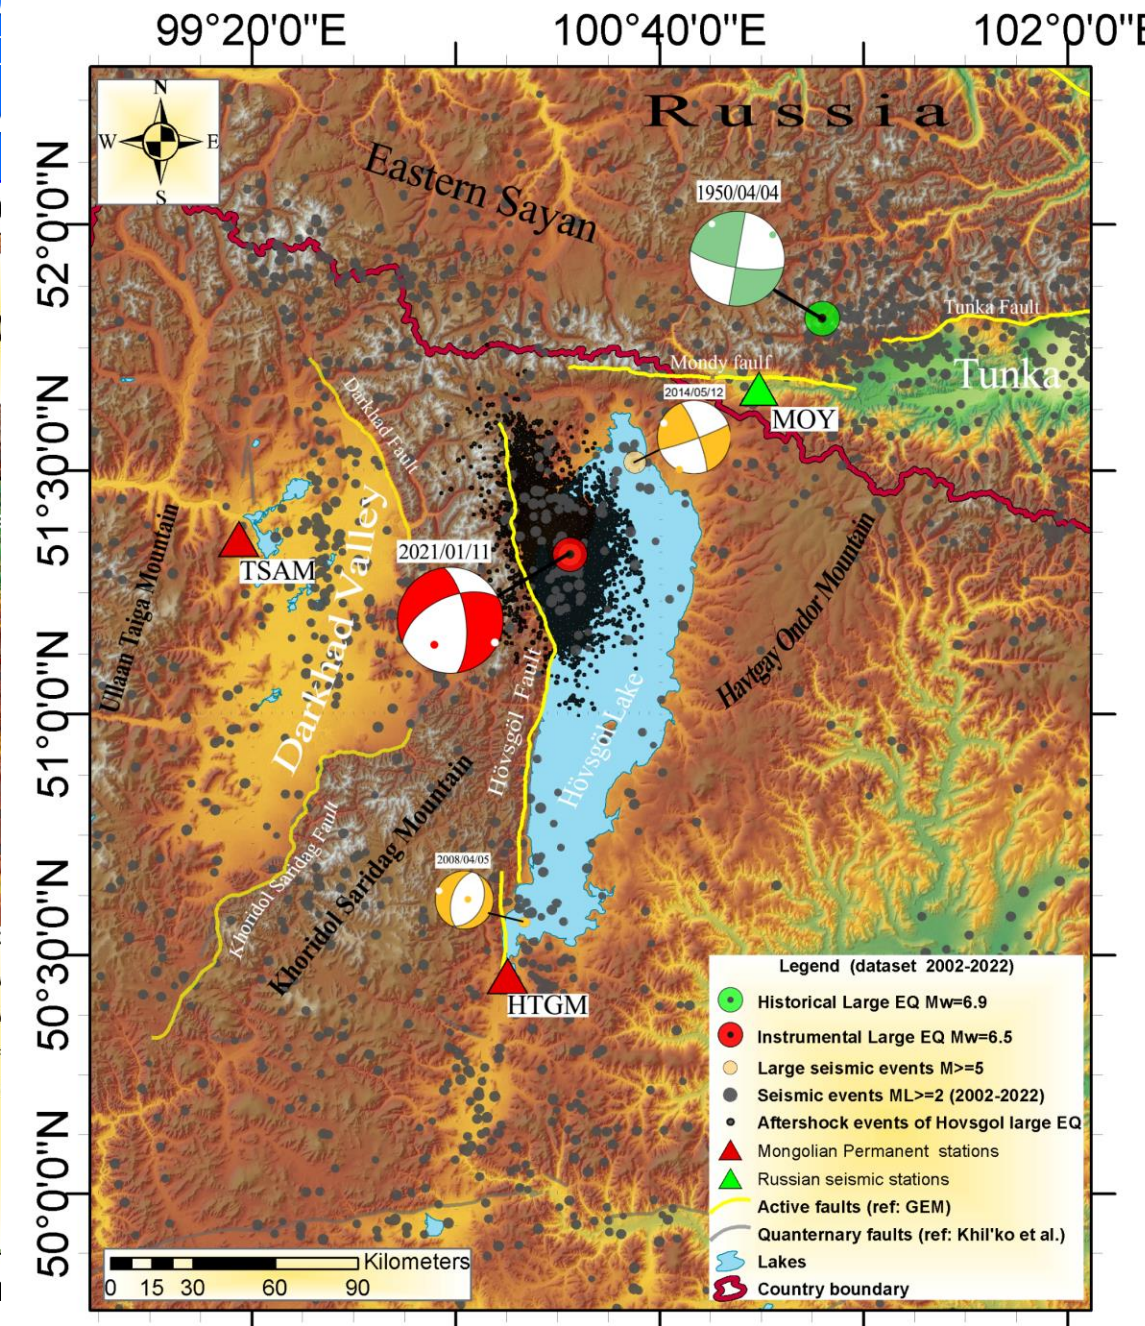 99°20'0"E
100°40'0"E
102°0'0"E
N
W
E
S
Russia
Eastern Sayan
1950/04/04
52°0'0"N
Tunka Fault
Mondy faulf
Tunka
2014/05/12
MOY
Darkhad Fault
51°30'0"N
2021/01/11
TSAM
Ullaan Taiga Mountain
Darkhad Valley
Havtgay Ondor Mountain
51°0'0"N
Hövsgöl Fault
Hövsgöl Lake
Khoridol Saridag Fault
Khoridol Saridag Mountain
2008/04/05
50°30'0"N
HTGM
Legend (dataset 2002-2022)
Historical Large EQ Mw=6.9
Instrumental Large EQ Mw=6.5
Large seismic events M>=5
Seismic events ML>=2 (2002-2022)
Aftershock events of Hovsgol large EQ
Mongolian Permanent stations
Russian seismic stations
Active faults (ref: GEM)
Quanternary faults (ref: Khil'ko et al.)
Lakes
Country boundary
50°0'0"N
Kilometers
0 15 30 60 90